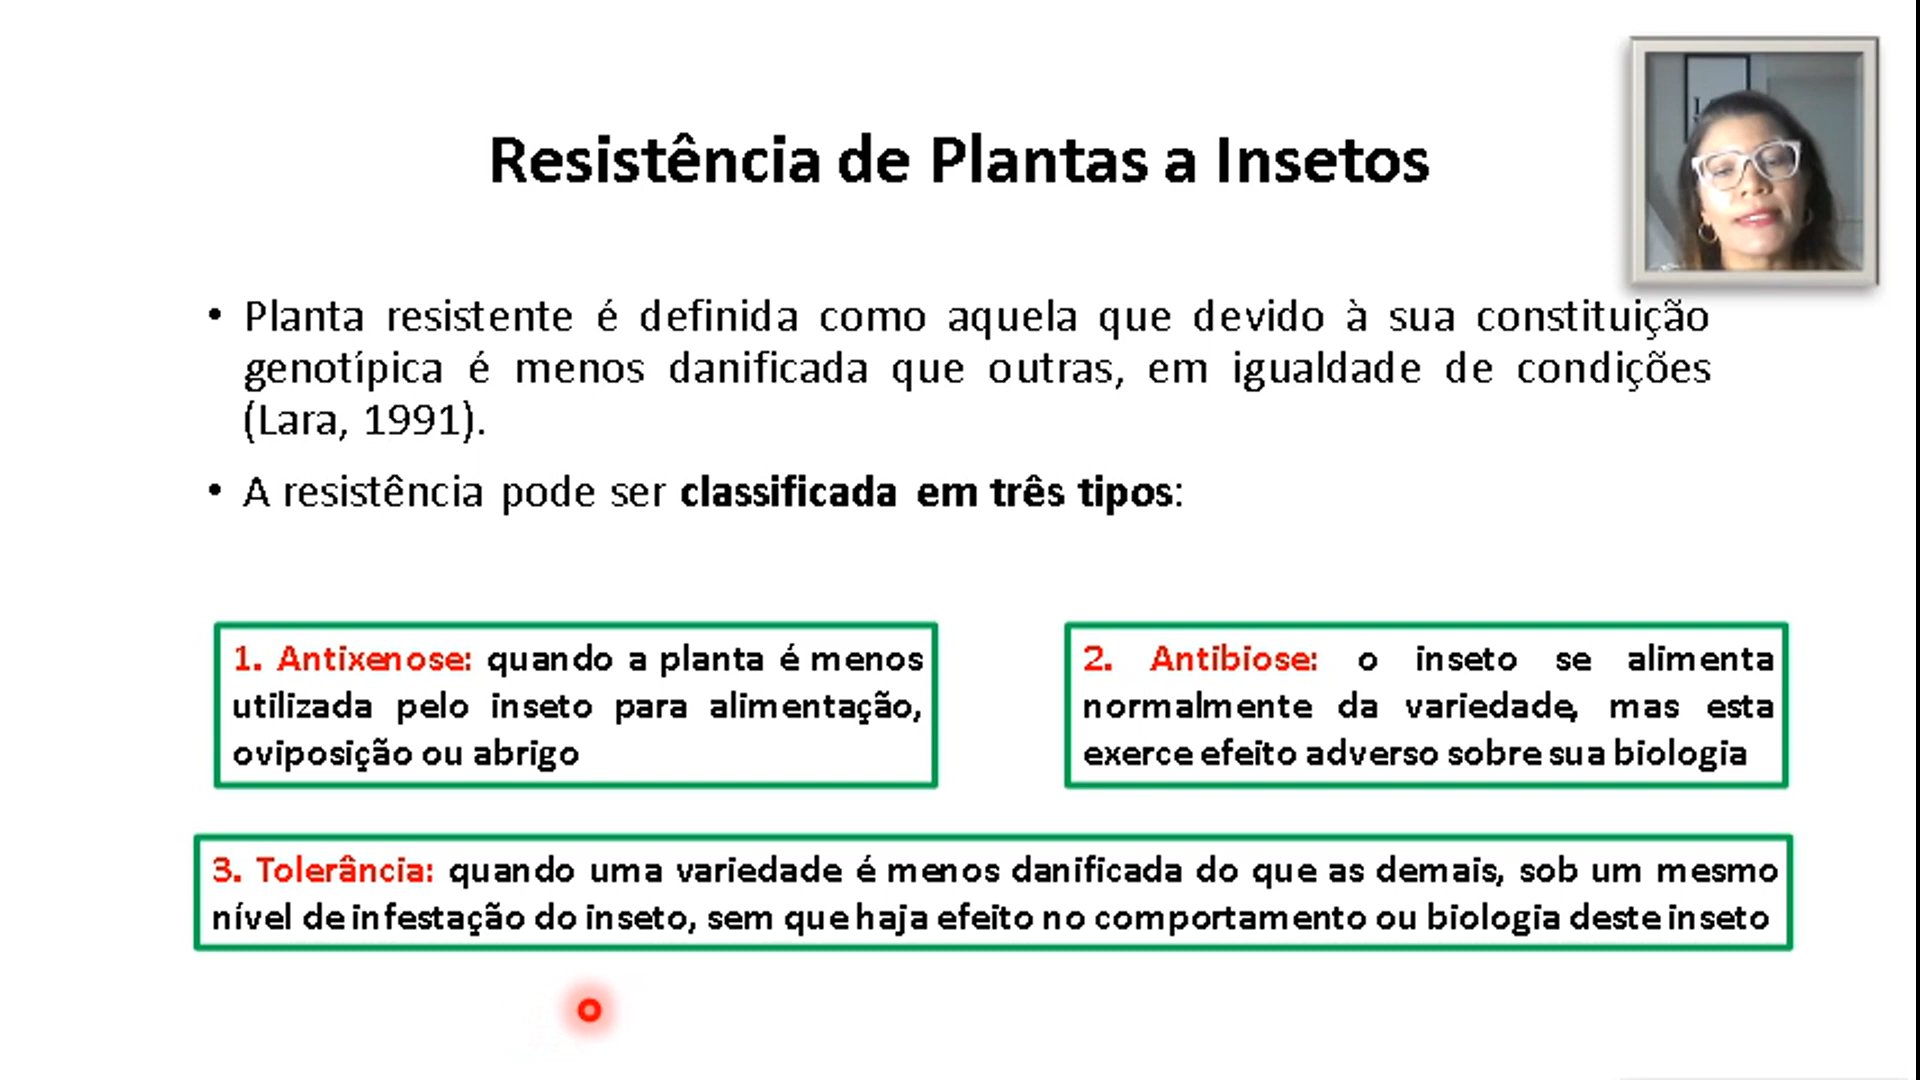 Resistência de Plantas a Insetos
• Planta resistente é definida como aquela que devido à sua constituição
genotípica é menos danificada que outras, em igualdade de condições
(Lara, 1991).
• A resistência pode ser classificada em três tipos:
1. Antixenose: quando a planta é menos
utilizada pelo inseto para alimentação,
oviposição ou abrigo
2. Antibiose: o inseto se alimenta
normalmente da variedade, mas esta
exerce efeito adverso sobre sua biologia
3. Tolerância: quando uma variedade é menos danificada do que as demais, sob um mesmo
nível de infestação do inseto, sem que haja efeito no comportamento ou biologia deste inseto